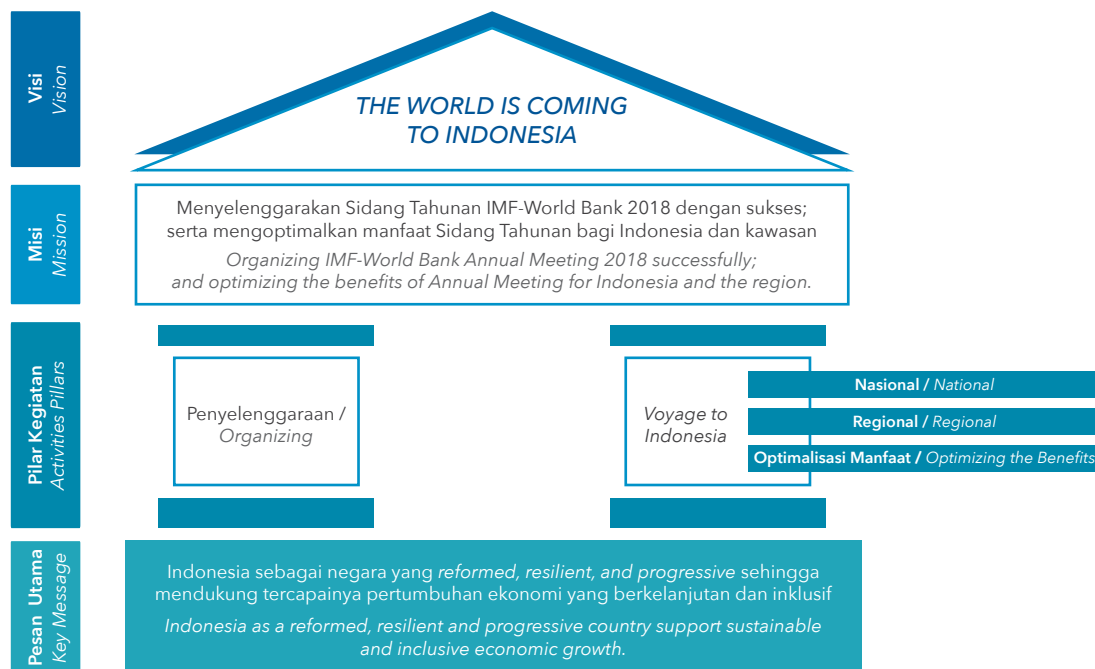 Visi
Vision
THE WORLD IS COMING
TO INDONESIA
Misi
Mission
Menyelenggarakan Sidang Tahunan IMF-World Bank 2018 dengan sukses;
serta mengoptimalkan manfaat Sidang Tahunan bagi Indonesia dan kawasan
Organizing IMF-World Bank Annual Meeting 2018 successfully;
and optimizing the benefits of Annual Meeting for Indonesia and the region.
Pilar Kegiatan
Activities Pillars
Penyelenggaraan /
Organizing
Voyage to
Indonesia
Nasional / National
Regional / Regional
Optimalisasi Manfaat / Optimizing the Benefits
Pesan Utama
Key Message
Indonesia sebagai negara yang reformed, resilient, and progressive sehingga
mendukung tercapainya pertumbuhan ekonomi yang berkelanjutan dan inklusif
Indonesia as a reformed, resilient and progressive country support sustainable
and inclusive economic growth.